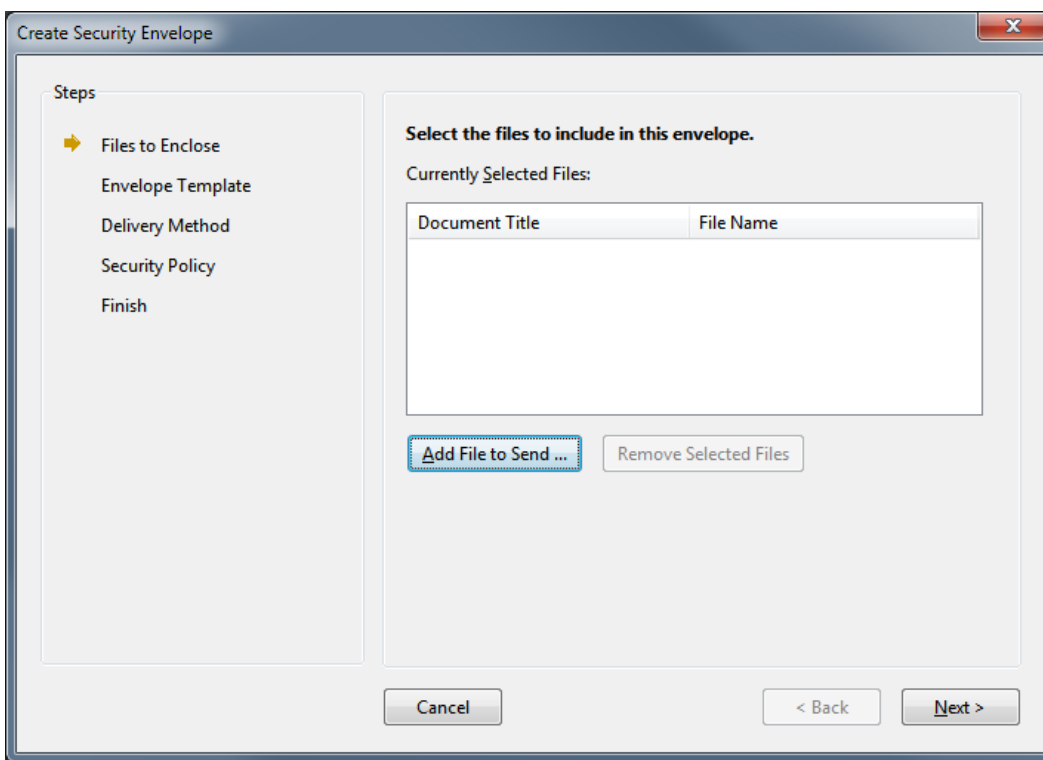 Create Security Envelope
Steps
Files to Enclose
Envelope Template
Delivery Method
Security Policy
Finish
Select the files to include in this envelope.
Currently Selected Files:
Document Title File Name
Add File to Send ... Remove Selected Files
Cancel < Back Next >